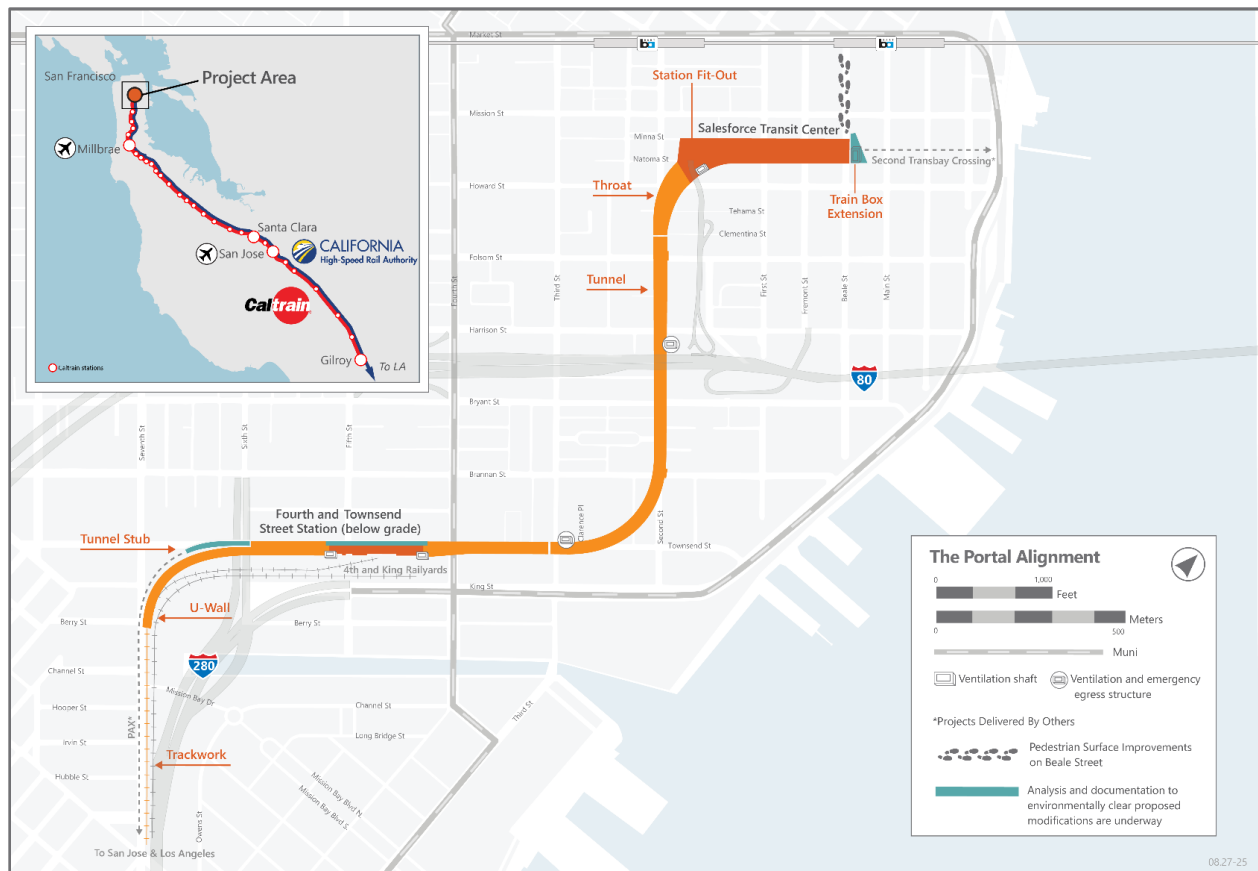 San Francisco
Project Area
Millbrae
Santa Clara
San Jose
CALIFORNIA
High-Speed Rail Authority
Caltrain
Gilroy
To LA
Caltrain stations
Market St
ba
ba
Station Fit-Out
Mission St
Minna St
Salesforce Transit Center
Natoma St
Second Transbay Crossing*
Howard St
Throat
Train Box
Extension
Tehama St
Clementina St
Folsom St
Tunnel
Fourth St
Third St
First St
Fremont St
Beale St
Main St
Harrison St
80
Bryant St
Seventh St
Sixth St
Fifth St
Brannan St
Fourth and Townsend
Street Station (below grade)
Clarence Pl
Second St
Tunnel Stub
Townsend St
4th and King Railyards
King St
U-Wall
Berry St
Berry St
280
Channel St
Mission Bay Dr
Hooper St
Channel St
Third St
PAX*
Irvin St
Long Bridge St
Trackwork
Hubble St
Mission Bay Blvd N.
Mission Bay Blvd S.
Owens St
To San Jose & Los Angeles
The Portal Alignment
0
1,000
Feet
Meters
0
500
Muni
Ventilation shaft
Ventilation and emergency
egress structure
*Projects Delivered By Others
Pedestrian Surface Improvements
on Beale Street
Analysis and documentation to
environmentally clear proposed
modifications are underway
08.27-25